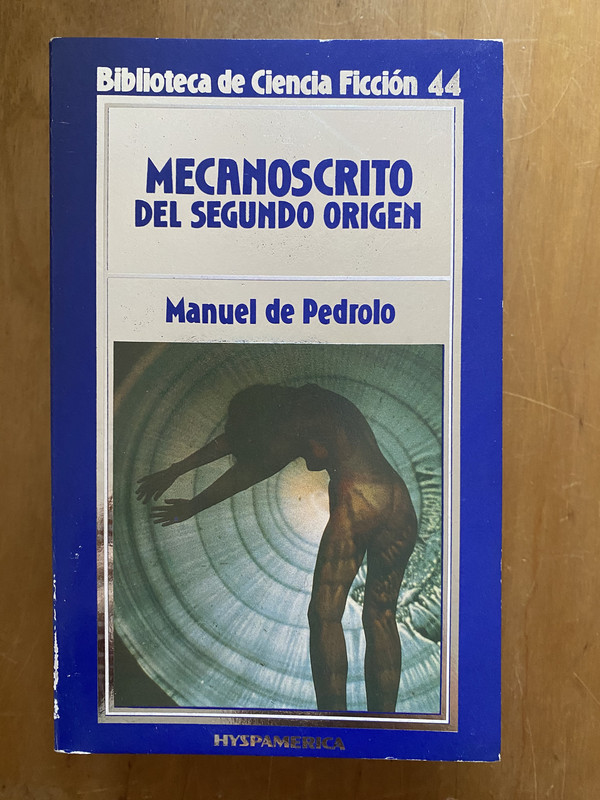 Biblioteca de Ciencia Ficción 44
MECANOSCRITO
DEL SEGUNDO ORIGEN
Manuel de Pedrolo
HYSPAMERICA